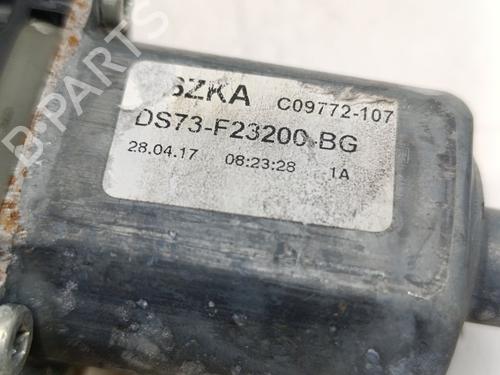 SZKA C09772-107
DS73-F23200-BG
28.04.17 08:23:28 1A
B-PARTS